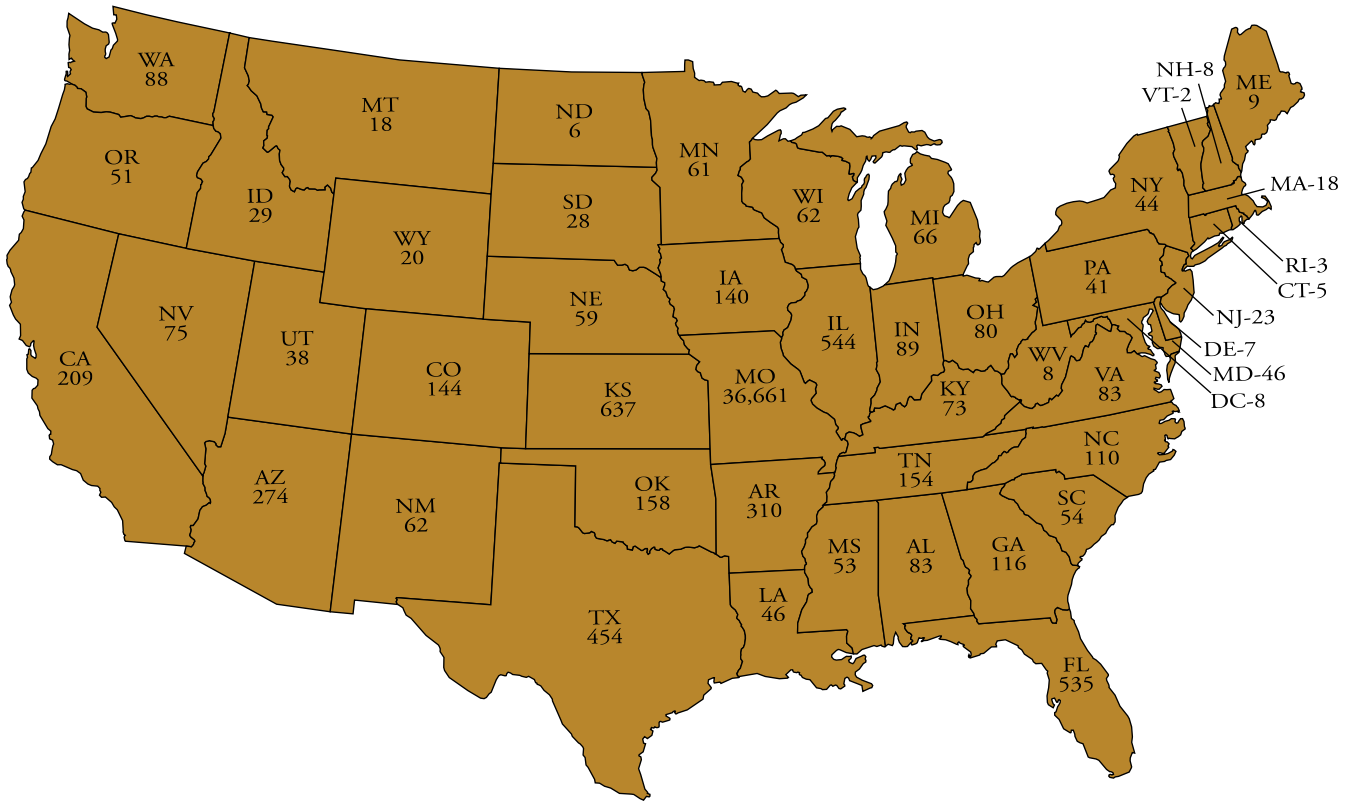 WA
88
OR
51
CA
209
NV
75
ID
29
MT
18
WY
20
UT
38
AZ
274
CO
144
NM
62
ND
6
SD
28
NE
59
KS
637
OK
158
TX
454
MN
61
IA
140
MO
36,661
AR
310
LA
46
WI
62
IL
544
MI
66
IN
89
OH
80
KY
73
TN
154
MS
53
AL
83
GA
116
FL
535
SC
54
NC
110
VA
83
WV
8
PA
41
NY
44
ME
9
NH-8
VT-2
MA-18
RI-3
CT-5
NJ-23
DE-7
MD-46
DC-8